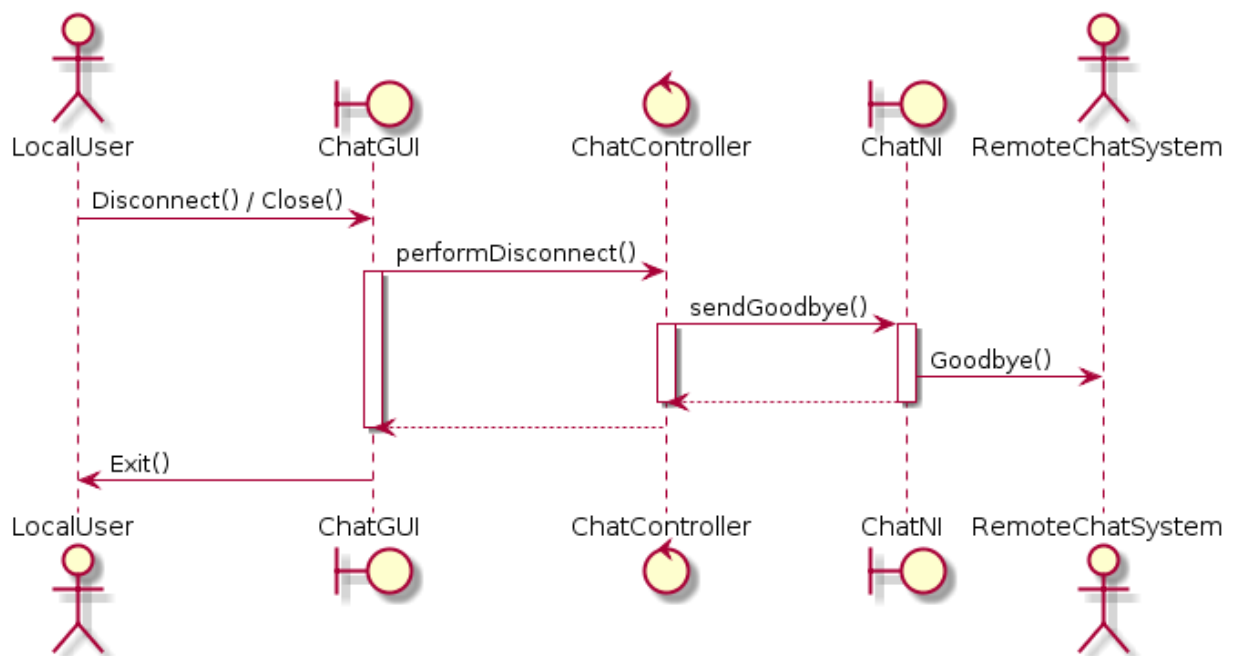 LocalUser
ChatGUI
ChatController
ChatNI
RemoteChatSystem
Disconnect() / Close()
performDisconnect()
sendGoodbye()
Goodbye()
Exit()
LocalUser
ChatGUI
ChatController
ChatNI
RemoteChatSystem